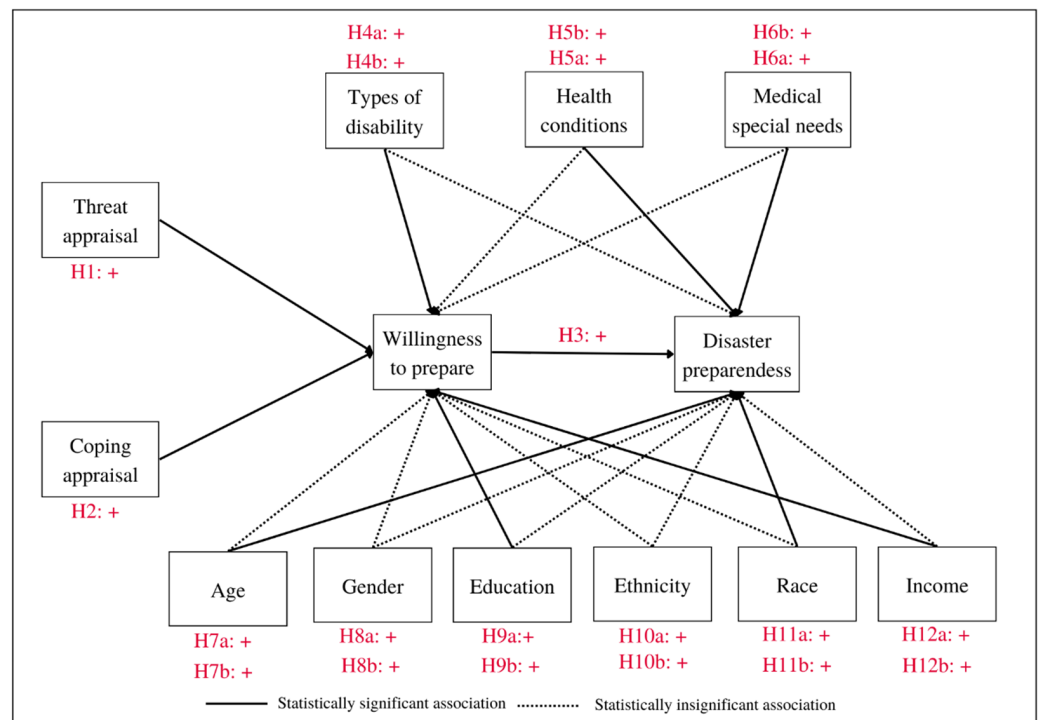 H4a: +
H4b: +
H5b: +
H5a: +
H6b: +
H6a: +
Types of
disability
Health
conditions
Medical
special needs
Threat
appraisal
H1: +
Willingness
to prepare
H3: +
Disaster
preparendess
Coping
appraisal
H2: +
Age
Gender
Education
Ethnicity
Race
Income
H7a: +
H7b: +
H8a: +
H8b: +
H9a:+
H9b: +
H10a: +
H10b: +
H11a: +
H11b: +
H12a: +
H12b: +
Statistically significant association
Statistically insignificant association